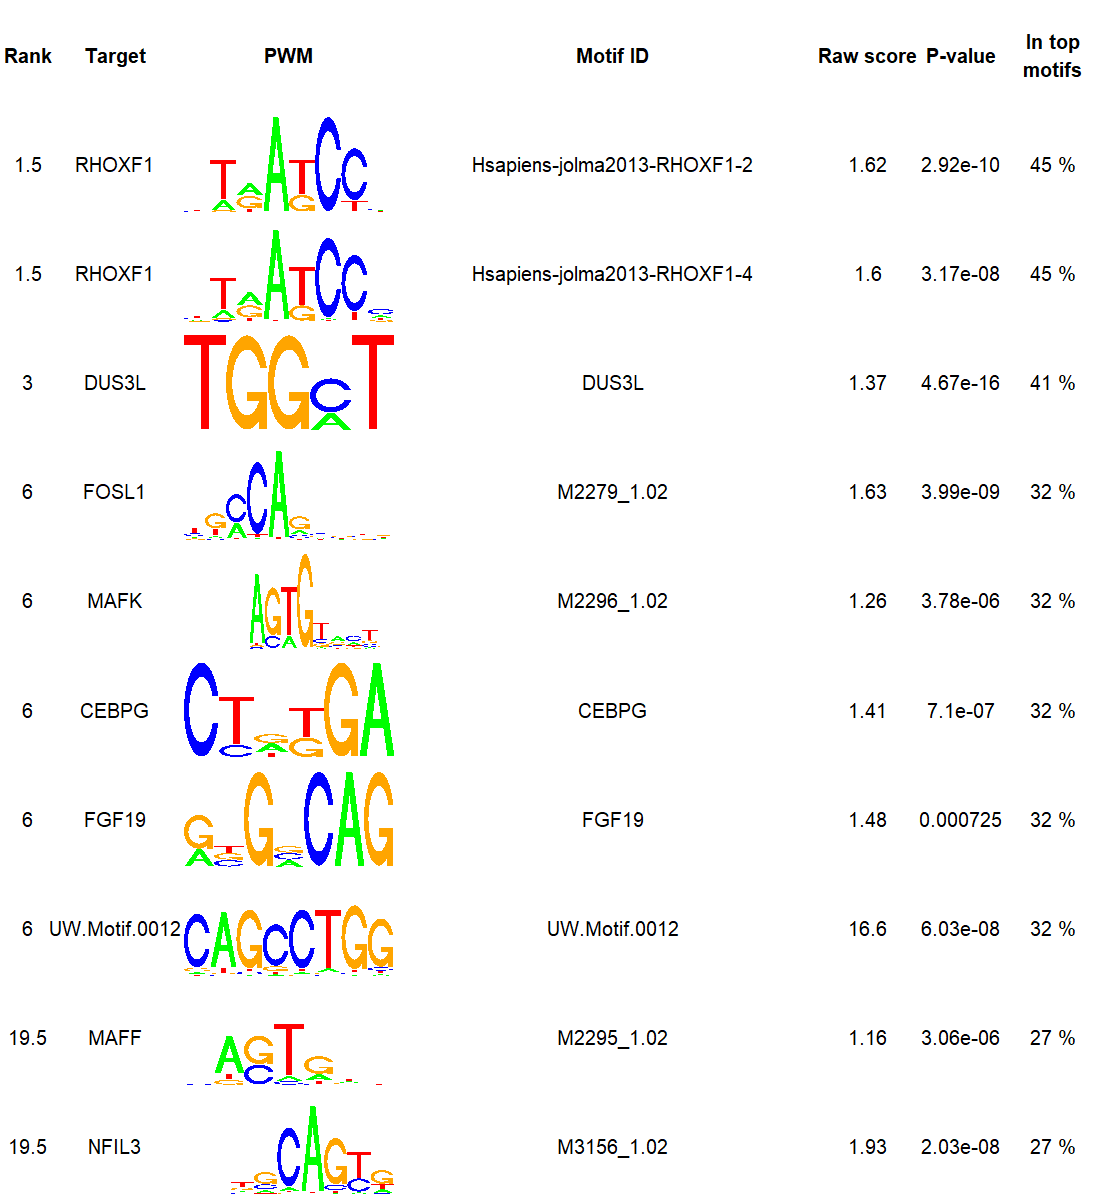 Rank Target PWM Motif ID Raw score P-value In top motifs
1.5 RHOXF1 Hsapiens-jolma2013-RHOXF1-2 1.62 2.92e-10 45 %
1.5 RHOXF1 Hsapiens-jolma2013-RHOXF1-4 1.6 3.17e-08 45 %
3 DUS3L TGGCAT DUS3L 1.37 4.67e-16 41 %
6 FOSL1 M2279_1.02 1.63 3.99e-09 32 %
6 MAFK M2296_1.02 1.26 3.78e-06 32 %
6 CEBPG CEBPG 1.41 7.1e-07 32 %
6 FGF19 FGF19 1.48 0.000725 32 %
6 UW.Motif.0012 CAGCCTGG UW.Motif.0012 16.6 6.03e-08 32 %
19.5 MAFF M2295_1.02 1.16 3.06e-06 27 %
19.5 NFIL3 M3156_1.02 1.93 2.03e-08 27 %